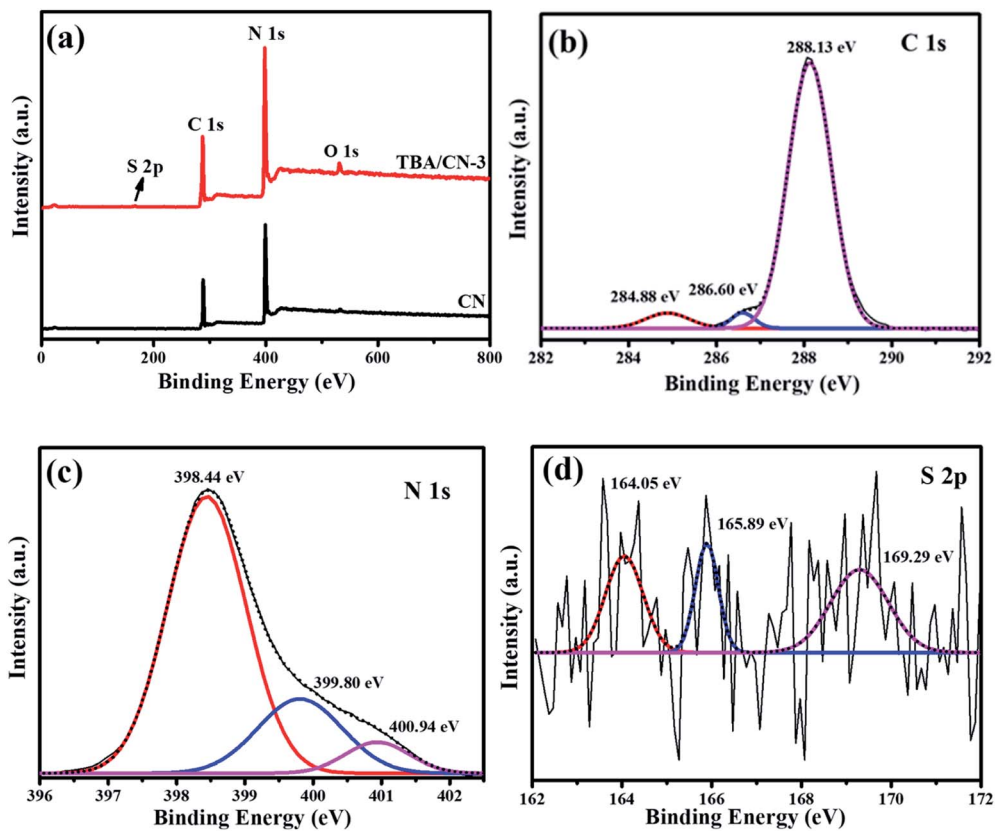 (a)
N 1s
C 1s
S 2p
O 1s
TBA/CN-3
CN
Intensity (a.u.)
0 200 400 600 800
Binding Energy (eV)
(b)
288.13 eV
C 1s
284.88 eV
286.60 eV
Intensity (a.u.)
282 284 286 288 290 292
Binding Energy (eV)
(c)
398.44 eV
N 1s
399.80 eV
400.94 eV
Intensity (a.u.)
396 397 398 399 400 401 402
Binding Energy (eV)
(d)
S 2p
164.05 eV
165.89 eV
169.29 eV
Intensity (a.u.)
162 164 166 168 170 172
Binding Energy (eV)